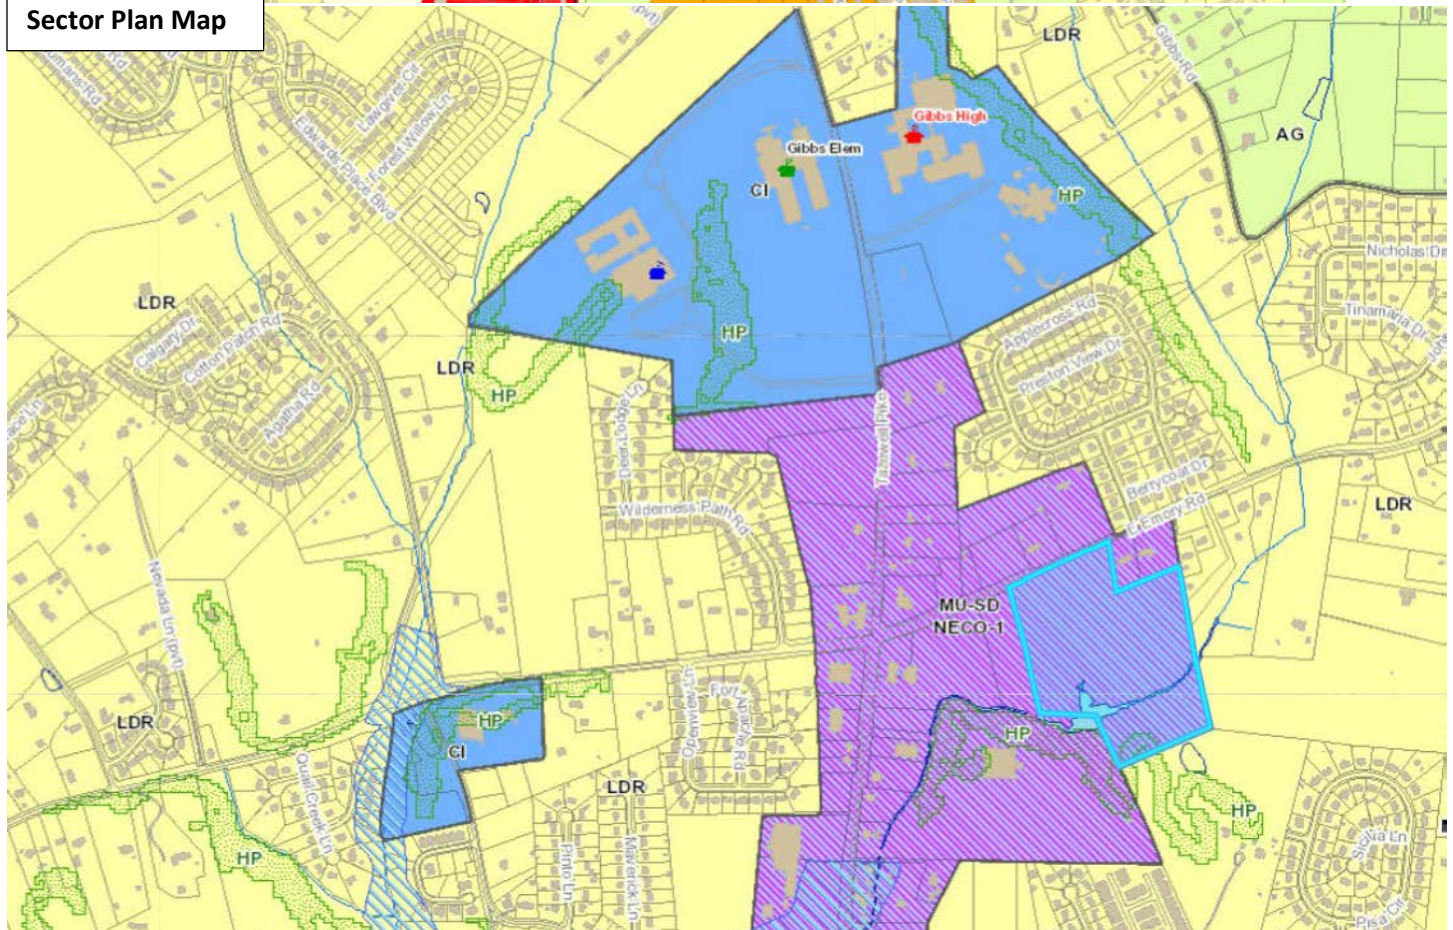 Sector Plan Map
(pvt)
LDR
Gibbs Rd
Lawgiver Cir
Forest Willow Ln
Edwards Place Blvd
Gibbs High
Gibbs Elem
AG
CI
HP
Nicholas
LDR
Tinamaria Dr
Calgary Dr
Cotton Patch Rd
Agatha Rd
HP
Applecross Rd
Preston View Dr
LDR
HP
Deer Lodge Ln
Tazewell Pike
Berrycoat Dr
E Emory Rd
LDR
Wilderness Path Rd
Nevada Ln (pvt)
MU-SD
NECO-1
LDR
HP
CI
Openview Ln
Fort Apache Rd
HP
Quail Creek Ln
LDR
HP
HP
Pinto Ln
Maverick Ln
Sicilia Ln
Pisa Cir